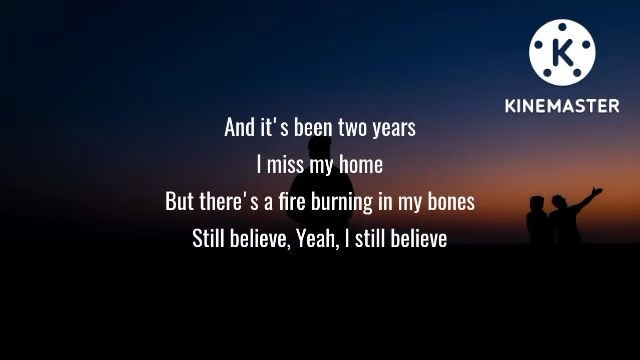 KINEMASTER
And it's been two years
I miss my home
But there's a fire burning in my bones
Still believe, Yeah, I still believe